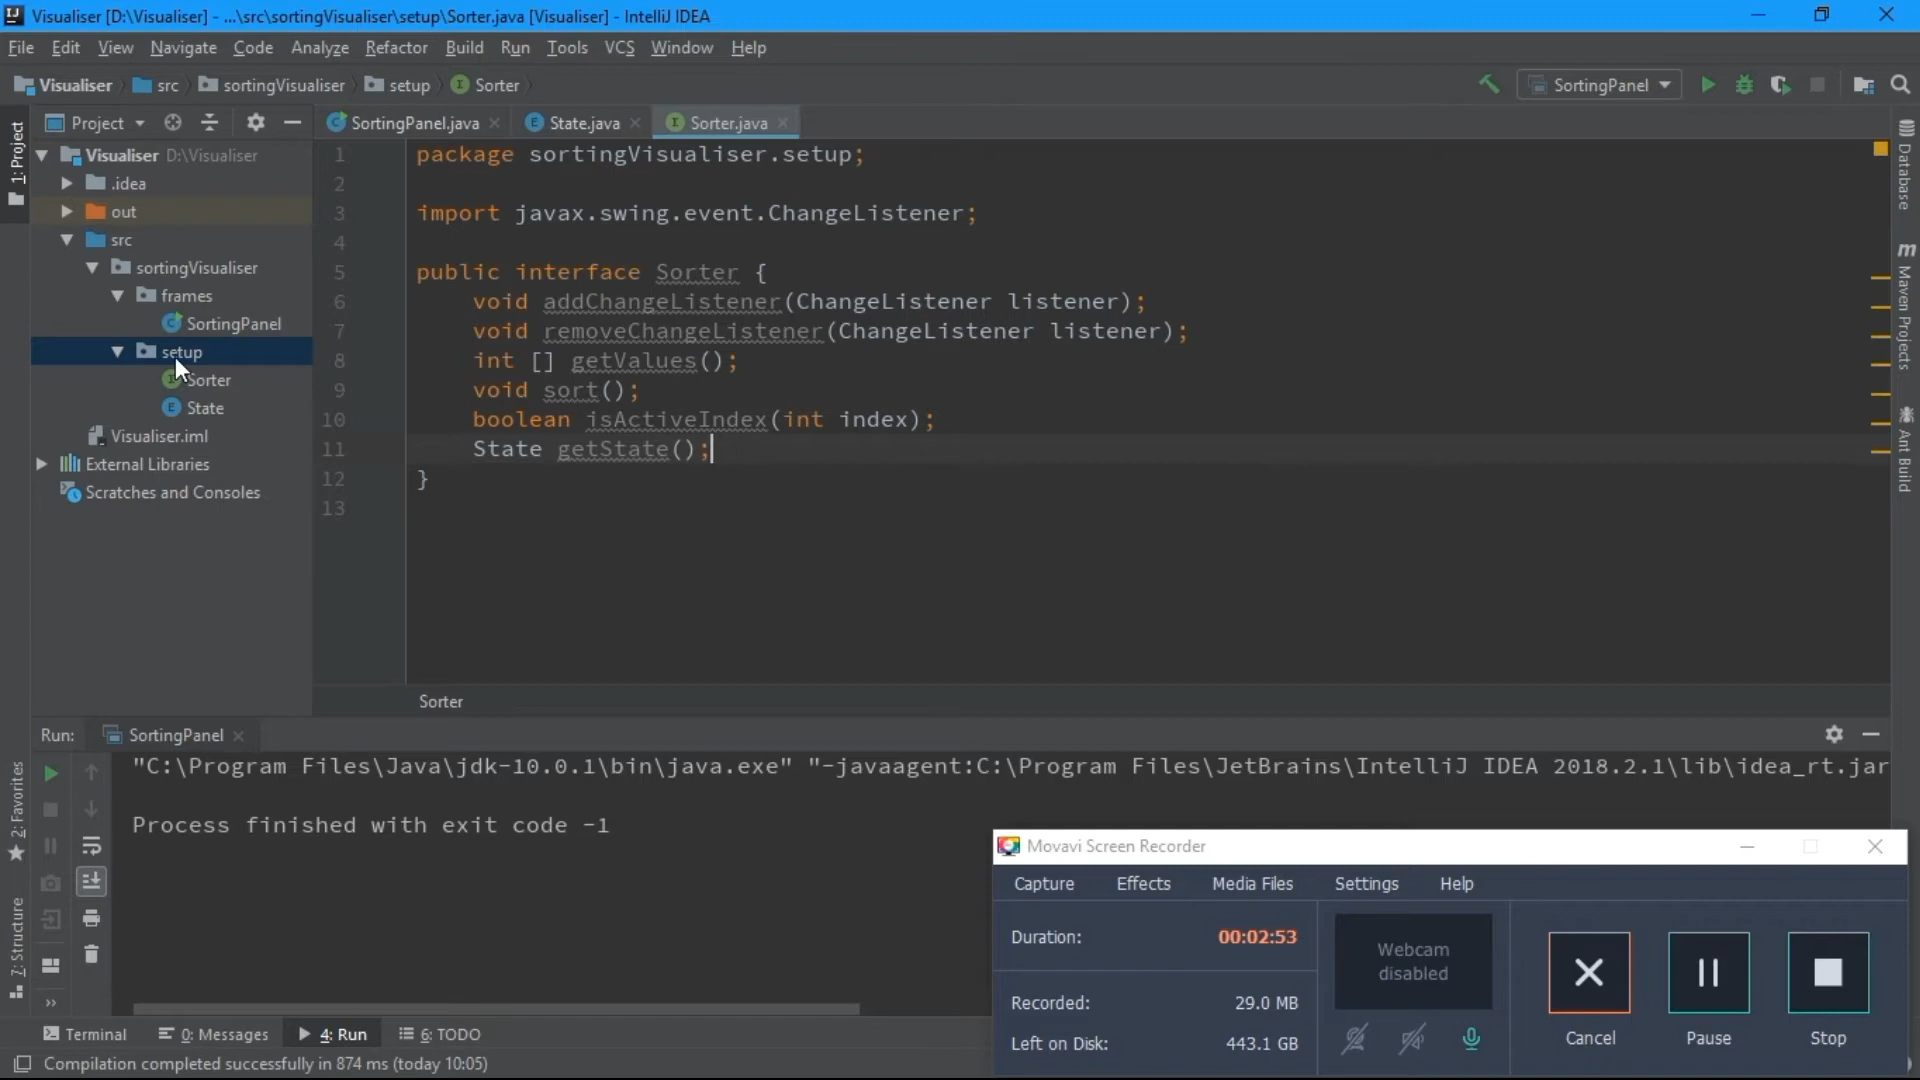 Visualiser [D:\Visualiser] - ...\src\sortingVisualiser\setup\Sorter.java [Visualiser] - IntelliJ IDEA
File Edit View Navigate Code Analyze Refactor Build Run Tools VCS Window Help
Visualiser src sortingVisualiser setup Sorter
SortingPanel
1: Project
Project
SortingPanel.java State.java Sorter.java
Visualiser D:\Visualiser
.idea
out
src
sortingVisualiser
frames
SortingPanel
setup
Sorter
State
Visualiser.iml
External Libraries
Scratches and Consoles
1 package sortingVisualiser.setup;
2
3 import javax.swing.event.ChangeListener;
4
5 public interface Sorter {
6 void addChangeListener(ChangeListener listener);
7 void removeChangeListener(ChangeListener listener);
8 int [] getValues();
9 void sort();
10 boolean isActiveIndex(int index);
11 State getState();
12 }
13
Sorter
Database
Maven Projects
Ant Build
Run: SortingPanel
"C:\Program Files\Java\jdk-10.0.1\bin\java.exe" "-javaagent:C:\Program Files\JetBrains\IntelliJ IDEA 2018.2.1\lib\idea_rt.jar
Process finished with exit code -1
2: Favorites
7: Structure
Movavi Screen Recorder
Capture Effects Media Files Settings Help
Duration: 00:02:53
Recorded: 29.0 MB
Left on Disk: 443.1 GB
Webcam
disabled
Cancel Pause Stop
Terminal 0: Messages 4: Run 6: TODO
Compilation completed successfully in 874 ms (today 10:05)